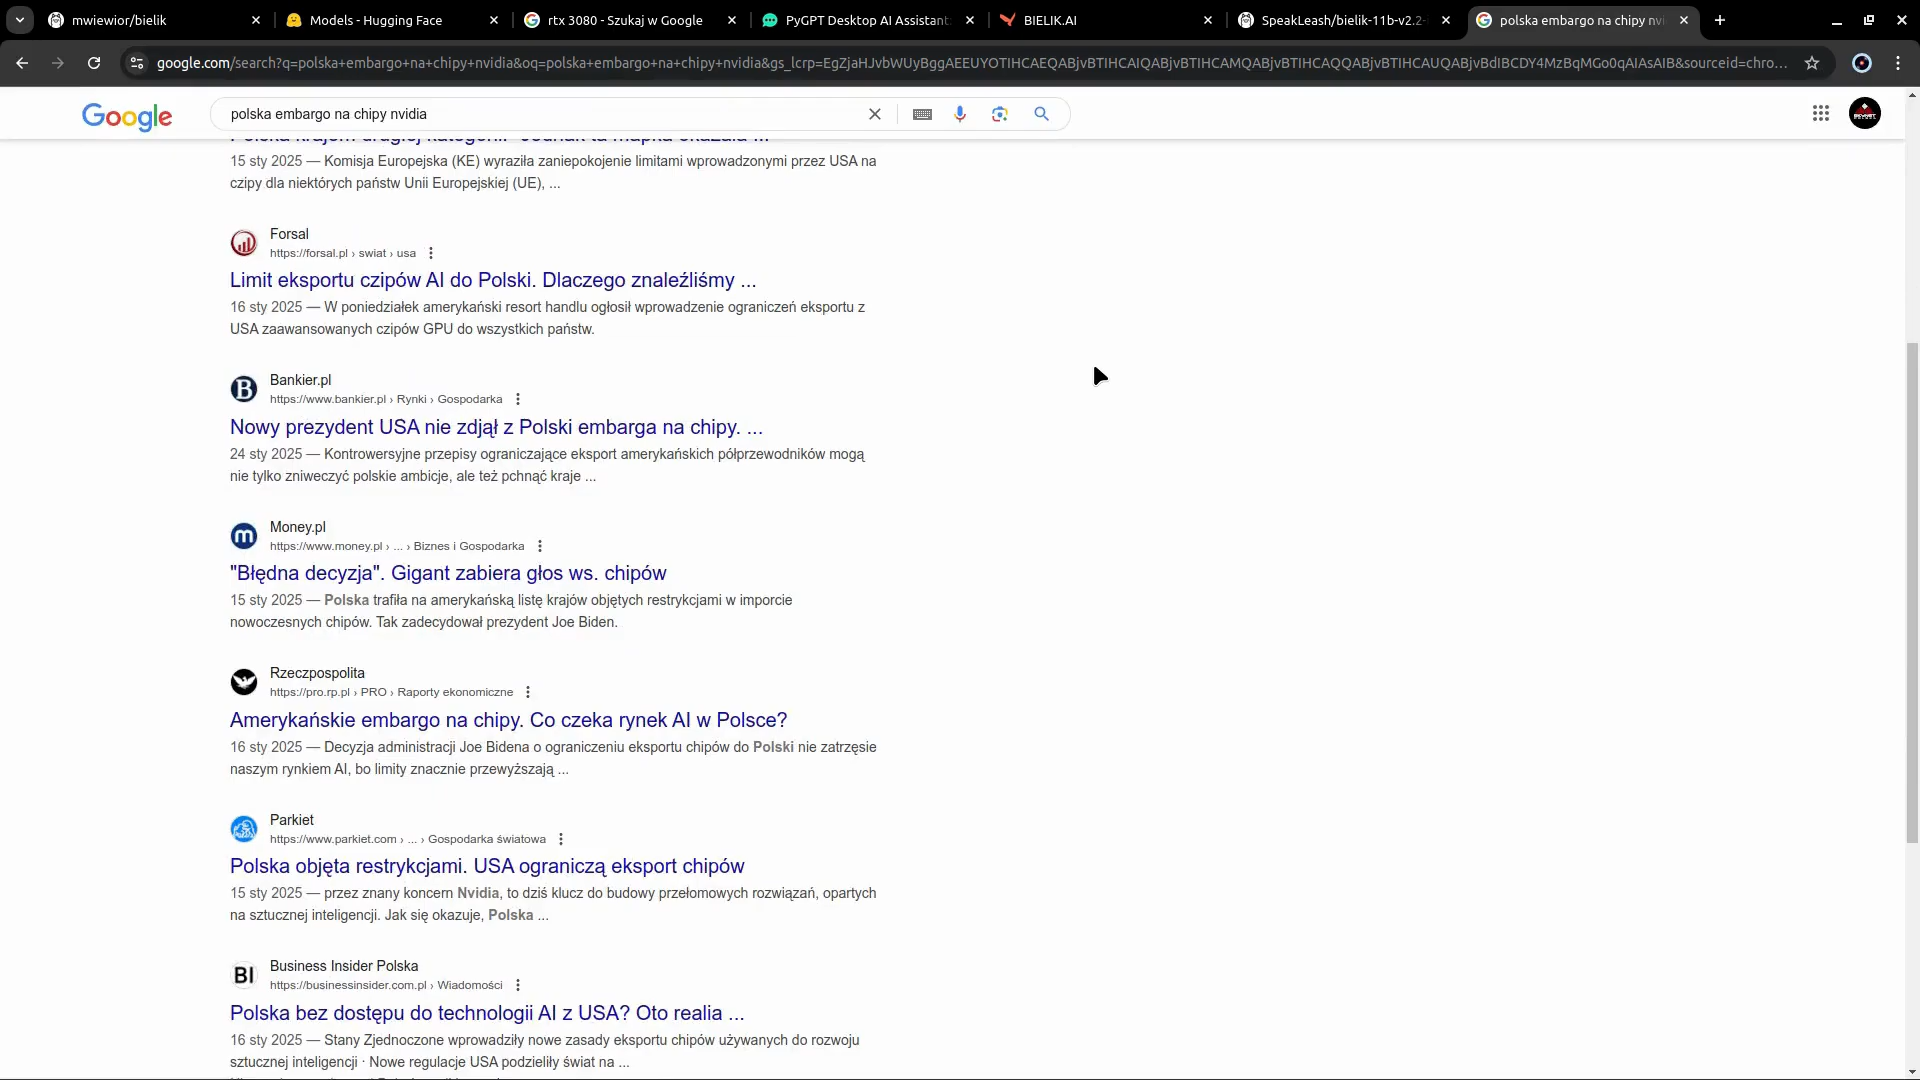 mwiewior/bielik
Models - Hugging Face
rtx 3080 - Szukaj w Google
PyGPT Desktop AI Assistant
BIELIK.AI
SpeakLeash/bielik-11b-v2.2-
polska embargo na chipy nvi
google.com/search?q=polska+embargo+na+chipy+nvidia&oq=polska+embargo+na+chipy+nvidia&gs_lcrp=EgZjaHJvbWUyBggAEEUYOTIHCAEQABjvBTIHCAIQABjvBTIHCAMQABjvBTIHCAQQABjvBTIHCAUQABjvBdIBCDY4MzBqMGo0qAIAsAIB&sourceid=chro...
Google
polska embargo na chipy nvidia
15 sty 2025 — Komisja Europejska (KE) wyraziła zaniepokojenie limitami wprowadzonymi przez USA na
czipy dla niektórych państw Unii Europejskiej (UE), ...
Forsal
https://forsal.pl › swiat › usa
Limit eksportu czipów AI do Polski. Dlaczego znaleźliśmy ...
16 sty 2025 — W poniedziałek amerykański resort handlu ogłosił wprowadzenie ograniczeń eksportu z
USA zaawansowanych czipów GPU do wszystkich państw.
Bankier.pl
https://www.bankier.pl › Rynki › Gospodarka
Nowy prezydent USA nie zdjął z Polski embarga na chipy. ...
24 sty 2025 — Kontrowersyjne przepisy ograniczające eksport amerykańskich półprzewodników mogą
nie tylko zniweczyć polskie ambicje, ale też pchnąć kraje ...
Money.pl
https://www.money.pl › ... › Biznes i Gospodarka
"Błędna decyzja". Gigant zabiera głos ws. chipów
15 sty 2025 — Polska trafiła na amerykańską listę krajów objętych restrykcjami w imporcie
nowoczesnych chipów. Tak zadecydował prezydent Joe Biden.
Rzeczpospolita
https://pro.rp.pl › PRO › Raporty ekonomiczne
Amerykańskie embargo na chipy. Co czeka rynek AI w Polsce?
16 sty 2025 — Decyzja administracji Joe Bidena o ograniczeniu eksportu chipów do Polski nie zatrzęsie
naszym rynkiem AI, bo limity znacznie przewyższają ...
Parkiet
https://www.parkiet.com › ... › Gospodarka światowa
Polska objęta restrykcjami. USA ograniczą eksport chipów
15 sty 2025 — przez znany koncern Nvidia, to dziś klucz do budowy przełomowych rozwiązań, opartych
na sztucznej inteligencji. Jak się okazuje, Polska ...
BI
Business Insider Polska
https://businessinsider.com.pl › Wiadomości
Polska bez dostępu do technologii AI z USA? Oto realia ...
16 sty 2025 — Stany Zjednoczone wprowadziły nowe zasady eksportu chipów używanych do rozwoju
sztucznej inteligencji · Nowe regulacje USA podzieliły świat na ...